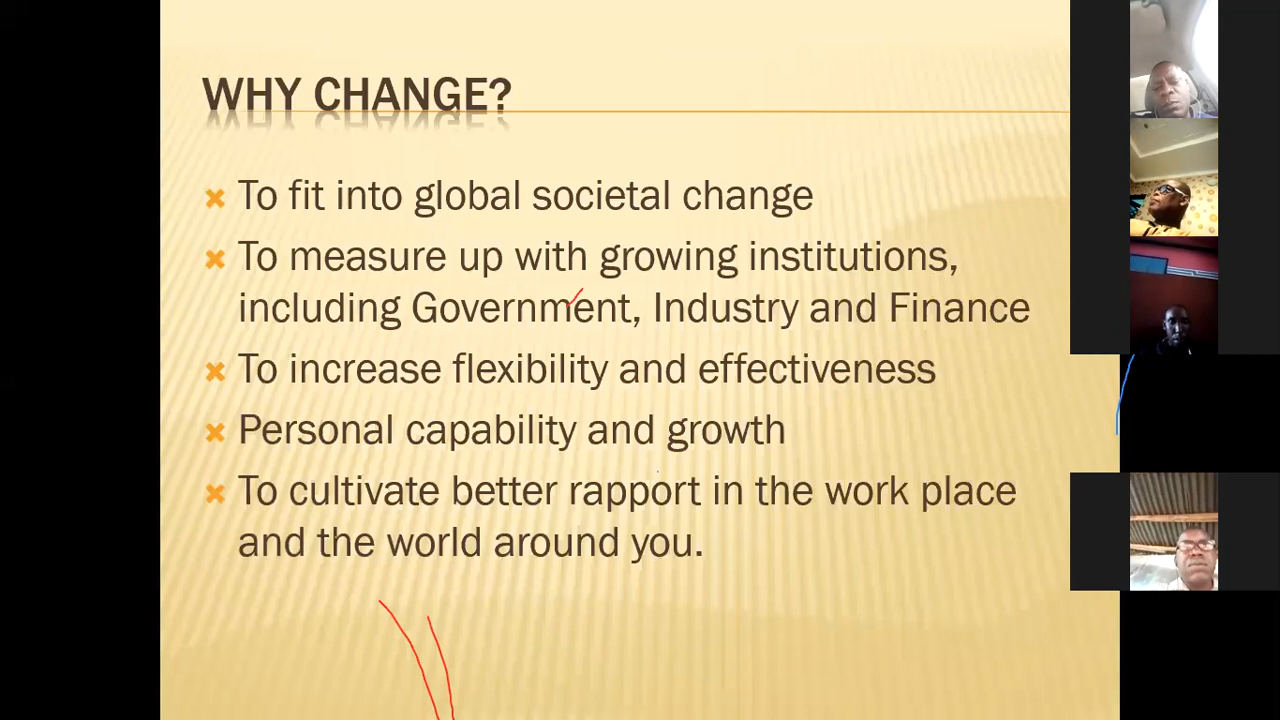 WHY CHANGE?
To fit into global societal change
To measure up with growing institutions,
including Government, Industry and Finance
To increase flexibility and effectiveness
Personal capability and growth
To cultivate better rapport in the work place
and the world around you.